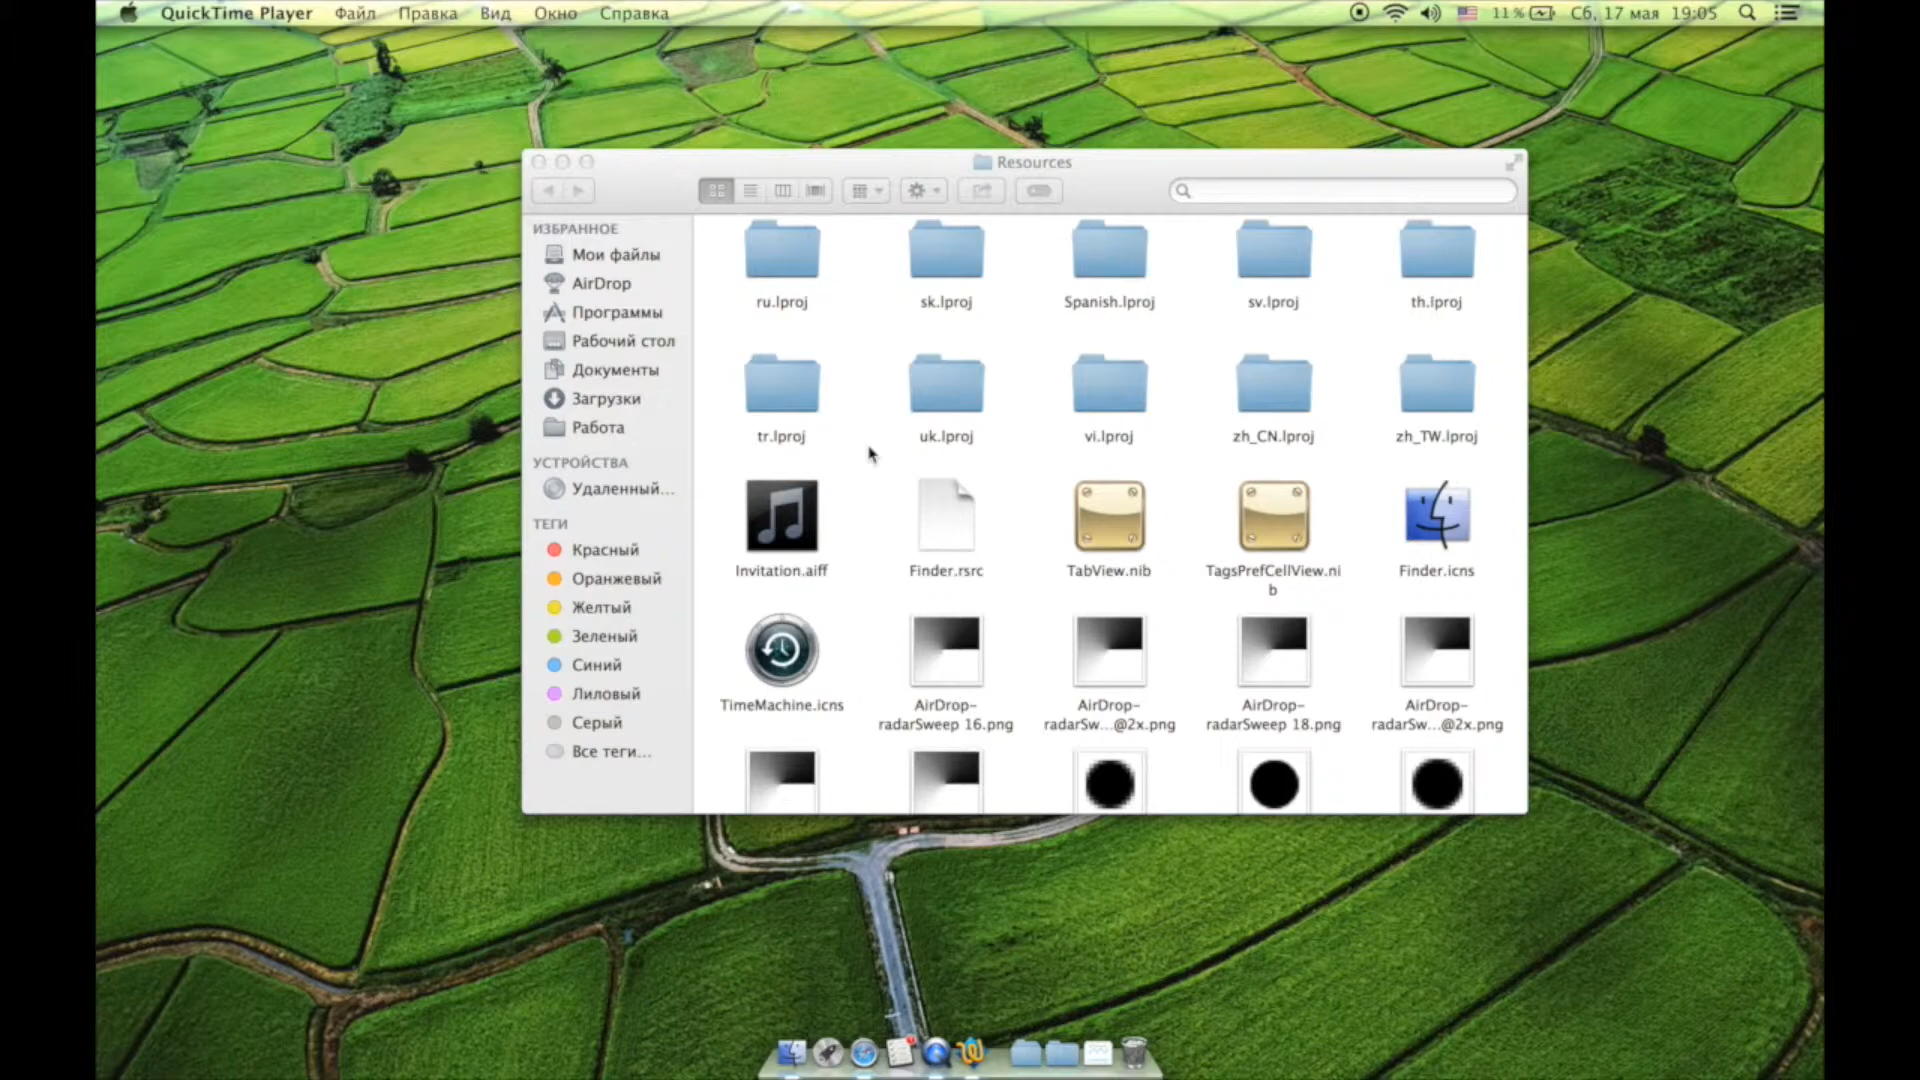 QuickTime Player Файл Правка Вид Окно Справка 11% Сб, 17 мая 19:05
Resources
ИЗБРАННОЕ
Мои файлы
AirDrop
Программы
Рабочий стол
Документы
Загрузки
Работа
УСТРОЙСТВА
Удаленный...
ТЕГИ
Красный
Оранжевый
Желтый
Зеленый
Синий
Лиловый
Серый
Все теги...
ru.lproj sk.lproj Spanish.lproj sv.lproj th.lproj
tr.lproj uk.lproj vi.lproj zh_CN.lproj zh_TW.lproj
Invitation.aiff Finder.rsrc TabView.nib TagsPrefCellView.ni Finder.icns
b
TimeMachine.icns AirDrop- AirDrop- AirDrop- AirDrop-
radarSweep 16.png radarSw...@2x.png radarSweep 18.png radarSw...@2x.png